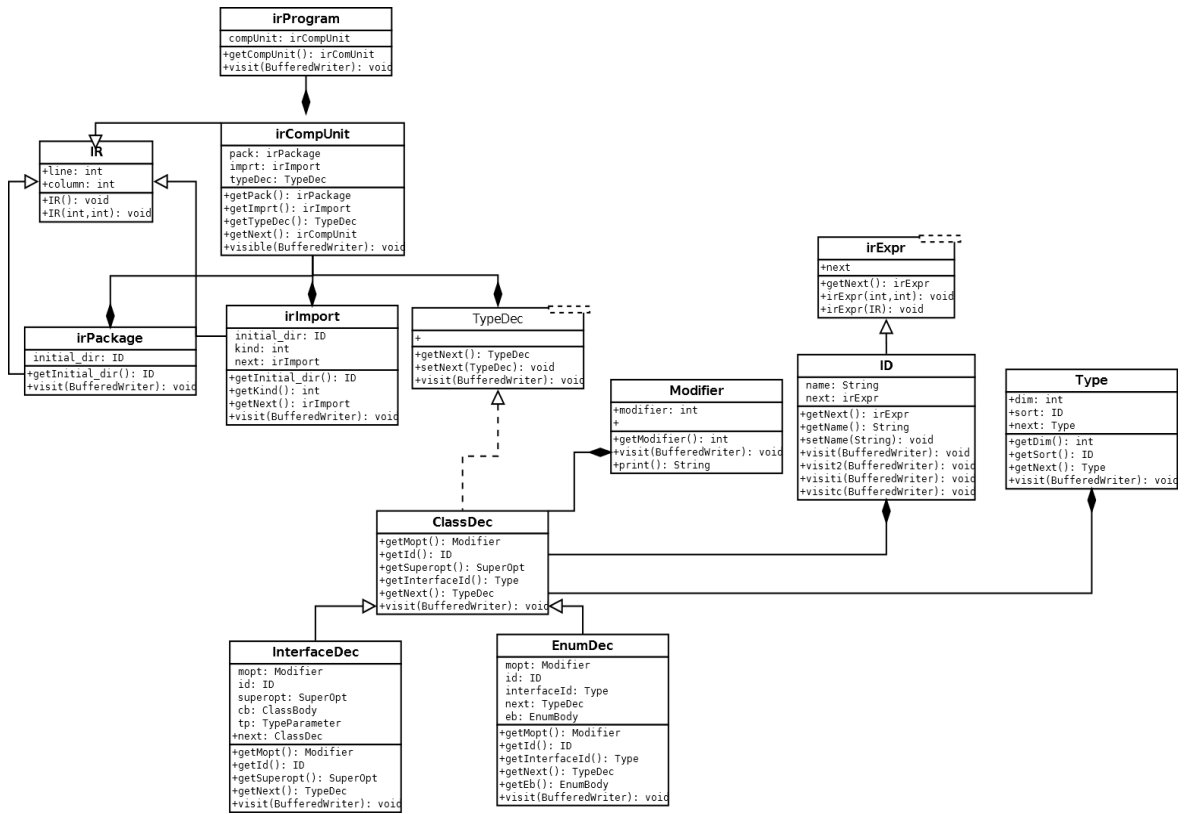 irProgram
compUnit: irCompUnit
+getCompUnit(): irComUnit
+visit(BufferedWriter): void
irCompUnit
pack: irPackage
imprt: irImport
typeDec: TypeDec
+getPack(): irPackage
+getImprt(): irImport
+getTypeDec(): TypeDec
+getNext(): irCompUnit
+visible(BufferedWriter): void
IR
+line: int
+column: int
+IR(): void
+IR(int,int): void
irExpr
+next
+getNext(): irExpr
+irExpr(int,int): void
+irExpr(IR): void
irPackage
initial_dir: ID
+getInitial_dir(): ID
+visit(BufferedWriter): void
irImport
initial_dir: ID
kind: int
next: irImport
+getInitial_dir(): ID
+getKind(): int
+getNext(): irImport
+visit(BufferedWriter): void
TypeDec
+
+getNext(): TypeDec
+setNext(TypeDec): void
+visit(BufferedWriter): void
Modifier
+modifier: int
+
+getModifier(): int
+visit(BufferedWriter): void
+print(): String
ID
name: String
next: irExpr
+getNext(): irExpr
+getName(): String
+setName(String): void
+visit(BufferedWriter): void
+visit2(BufferedWriter): void
+visiti(BufferedWriter): void
+visitc(BufferedWriter): void
Type
+dim: int
+sort: ID
+next: Type
+getDim(): int
+getSort(): ID
+getNext(): Type
+visit(BufferedWriter): void
ClassDec
+getMopt(): Modifier
+getId(): ID
+getSuperopt(): SuperOpt
+getInterfaceId(): Type
+getNext(): TypeDec
+visit(BufferedWriter): void
InterfaceDec
mopt: Modifier
id: ID
superopt: SuperOpt
cb: ClassBody
tp: TypeParameter
+next: ClassDec
+getMopt(): Modifier
+getId(): ID
+getSuperopt(): SuperOpt
+getNext(): TypeDec
+visit(BufferedWriter): void
EnumDec
mopt: Modifier
id: ID
interfaceId: Type
next: TypeDec
eb: EnumBody
+getMopt(): Modifier
+getId(): ID
+getInterfaceId(): Type
+getNext(): TypeDec
+getEb(): EnumBody
+visit(BufferedWriter): void